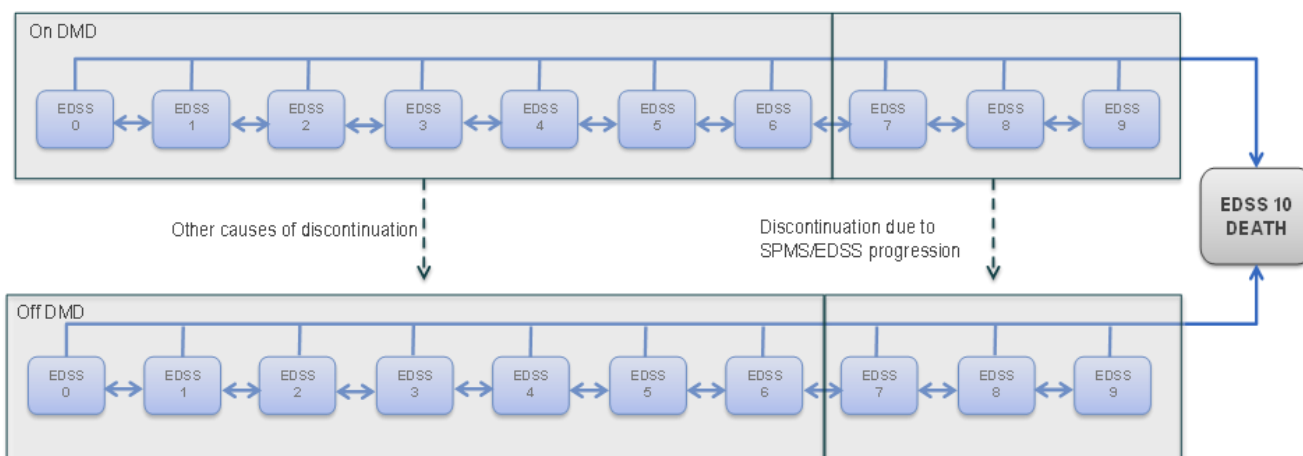 On DMD
EDSS EDSS EDSS EDSS EDSS EDSS EDSS EDSS EDSS EDSS
0 1 2 3 4 5 6 7 8 9
EDSS 10
DEATH
Other causes of discontinuation
Discontinuation due to
SPMS/EDSS progression
Off DMD
EDSS EDSS EDSS EDSS EDSS EDSS EDSS EDSS EDSS EDSS
0 1 2 3 4 5 6 7 8 9